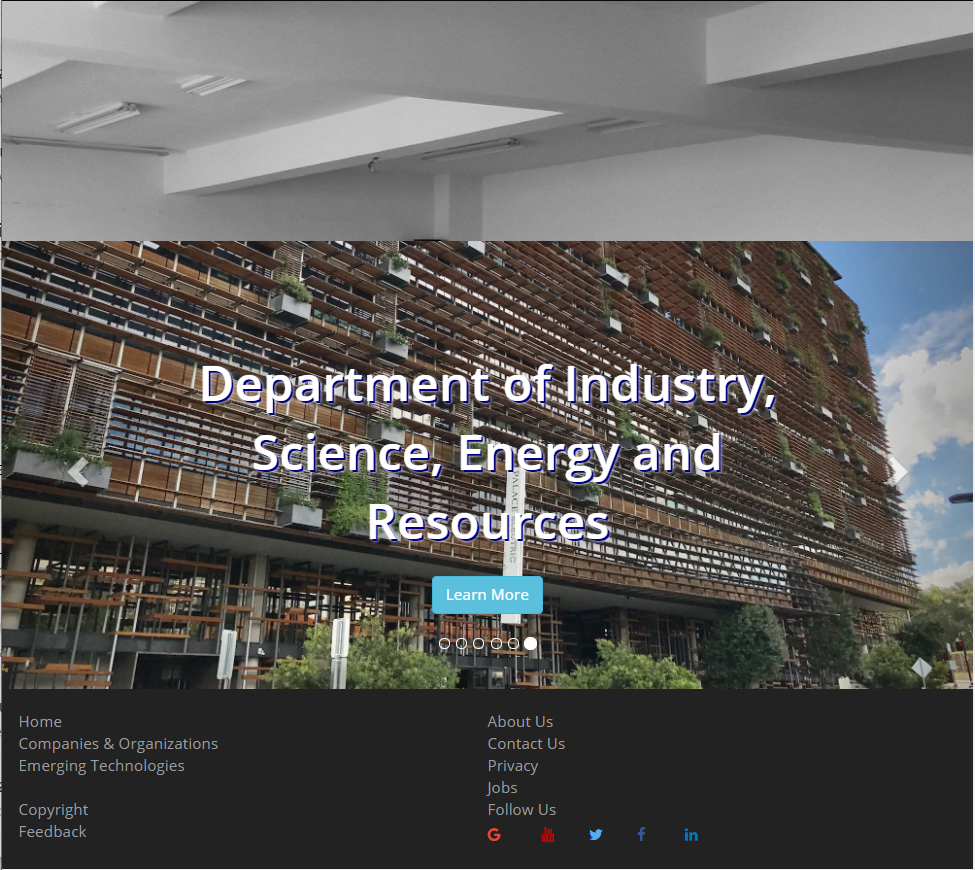 Department of Industry,
Science, Energy and
Resources
Learn More
Home
Companies & Organizations
Emerging Technologies
Copyright
Feedback
About Us
Contact Us
Privacy
Jobs
Follow Us